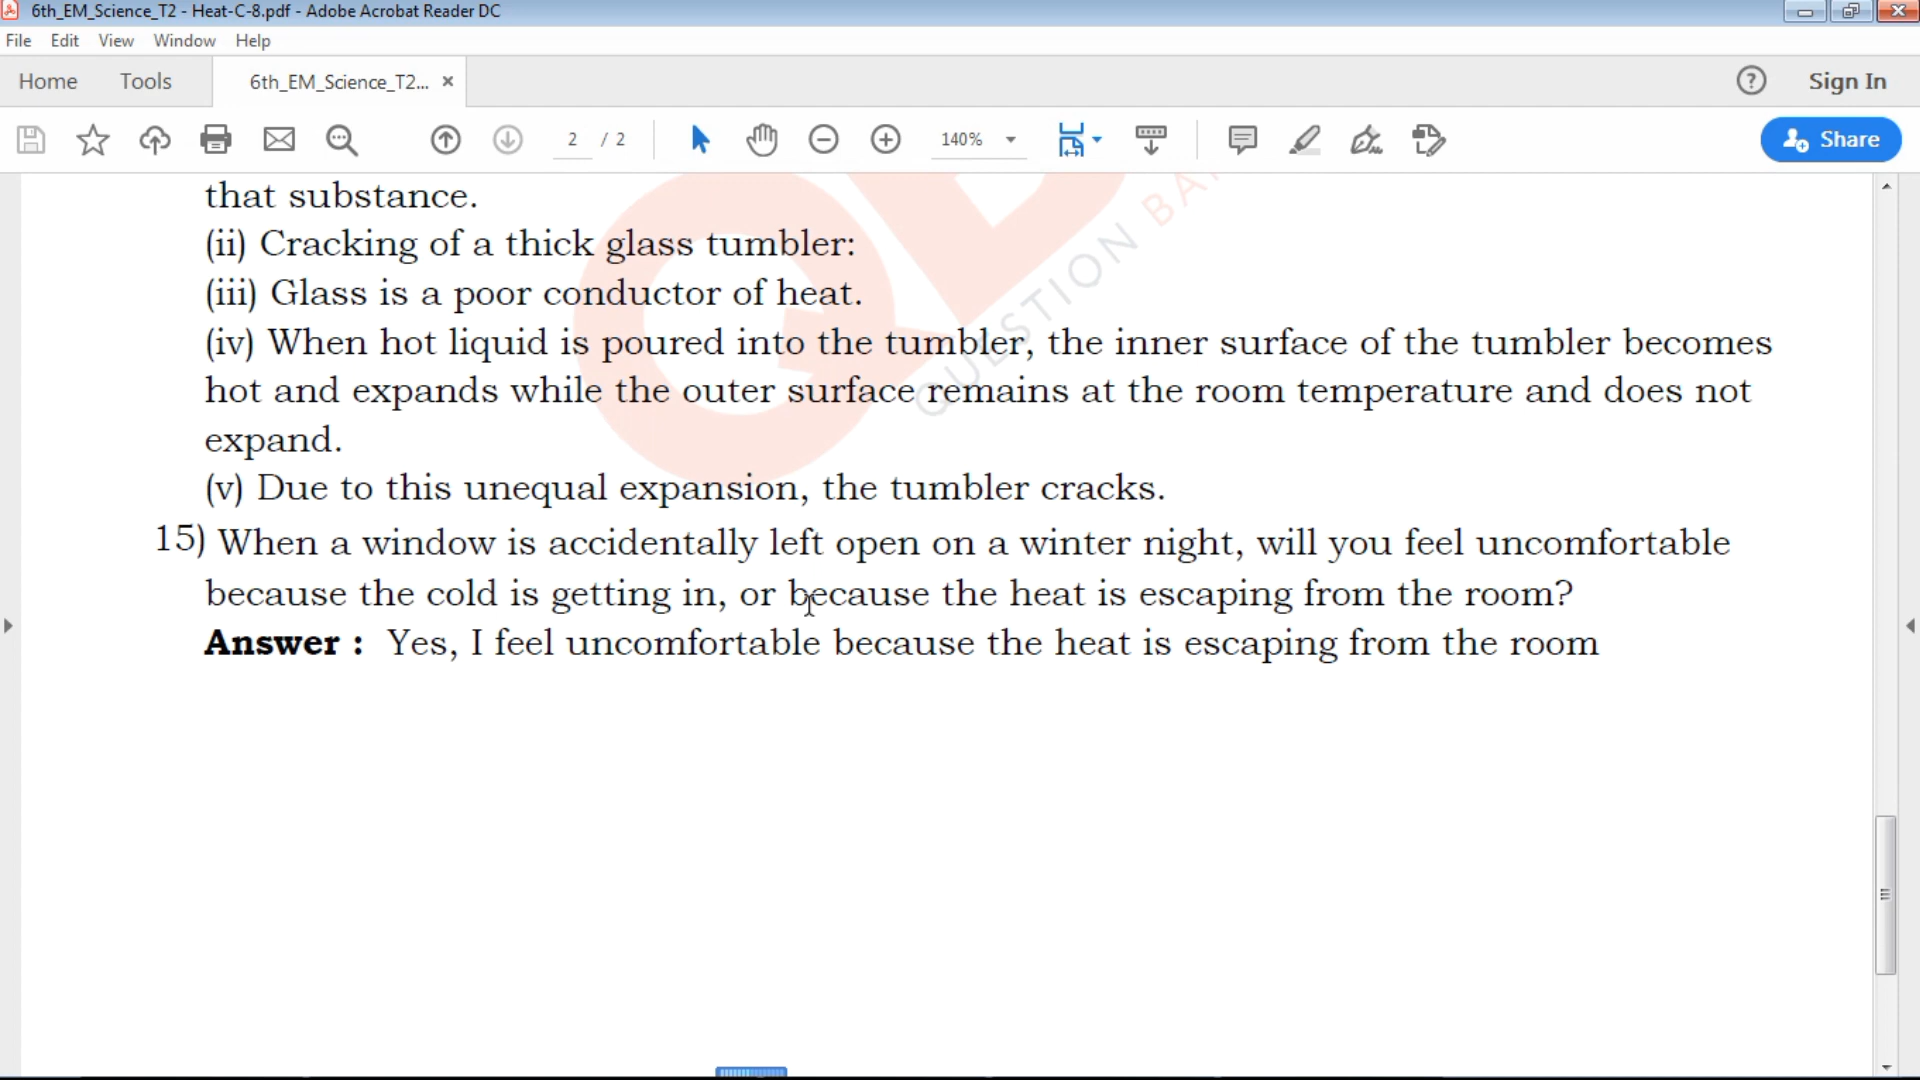 6th_EM_Science_T2 - Heat-C-8.pdf - Adobe Acrobat Reader DC
File Edit View Window Help
Home Tools 6th_EM_Science_T2... × Sign In
2 / 2 140% Share
that substance.
(ii) Cracking of a thick glass tumbler:
(iii) Glass is a poor conductor of heat.
(iv) When hot liquid is poured into the tumbler, the inner surface of the tumbler becomes
hot and expands while the outer surface remains at the room temperature and does not
expand.
(v) Due to this unequal expansion, the tumbler cracks.
15) When a window is accidentally left open on a winter night, will you feel uncomfortable
because the cold is getting in, or because the heat is escaping from the room?
Answer : Yes, I feel uncomfortable because the heat is escaping from the room
QUESTION